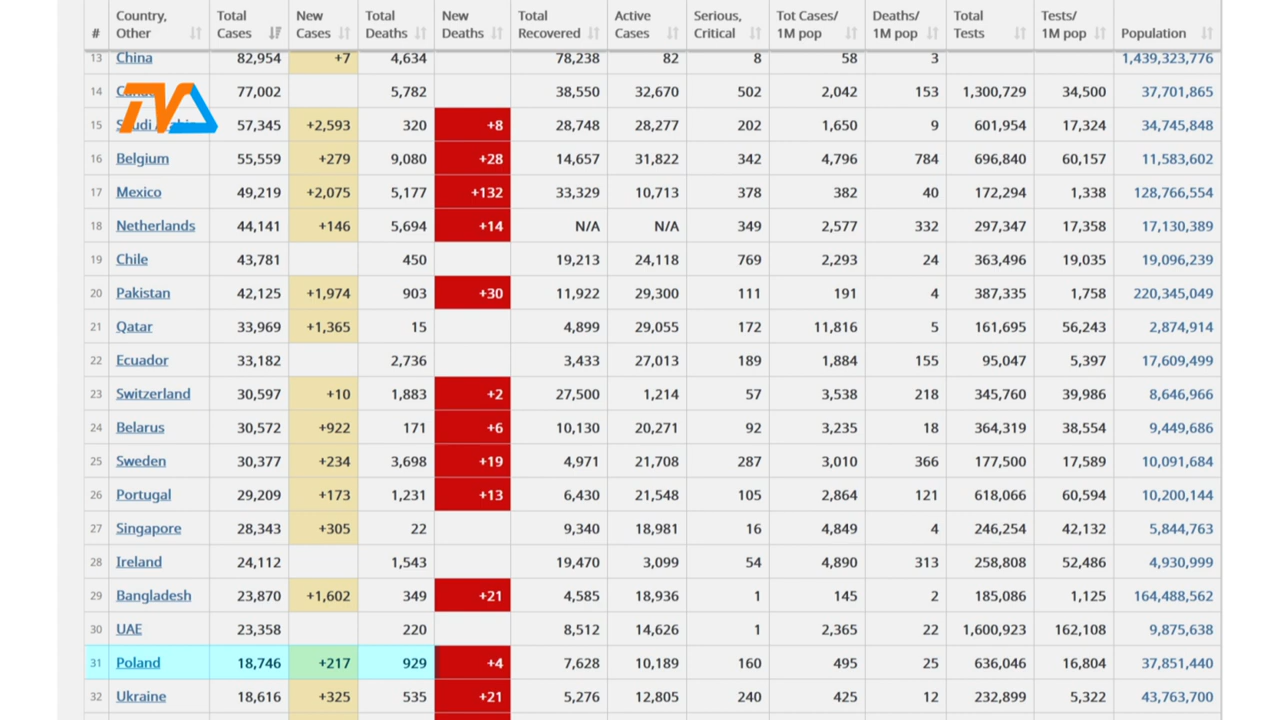 # Country, Other Total Cases New Cases Total Deaths New Deaths Total Recovered Active Cases Serious, Critical Tot Cases/ 1M pop Deaths/ 1M pop Total Tests Tests/ 1M pop Population
13 China 82,954 +7 4,634 78,238 82 8 58 3 1,439,323,776
14 77,002 5,782 38,550 32,670 502 2,042 153 1,300,729 34,500 37,701,865
TVA
15 Saudi 57,345 +2,593 320 +8 28,748 28,277 202 1,650 9 601,954 17,324 34,745,848
16 Belgium 55,559 +279 9,080 +28 14,657 31,822 342 4,796 784 696,840 60,157 11,583,602
17 Mexico 49,219 +2,075 5,177 +132 33,329 10,713 378 382 40 172,294 1,338 128,766,554
18 Netherlands 44,141 +146 5,694 +14 N/A N/A 349 2,577 332 297,347 17,358 17,130,389
19 Chile 43,781 450 19,213 24,118 769 2,293 24 363,496 19,035 19,096,239
20 Pakistan 42,125 +1,974 903 +30 11,922 29,300 111 191 4 387,335 1,758 220,345,049
21 Qatar 33,969 +1,365 15 4,899 29,055 172 11,816 5 161,695 56,243 2,874,914
22 Ecuador 33,182 2,736 3,433 27,013 189 1,884 155 95,047 5,397 17,609,499
23 Switzerland 30,597 +10 1,883 +2 27,500 1,214 57 3,538 218 345,760 39,986 8,646,966
24 Belarus 30,572 +922 171 +6 10,130 20,271 92 3,235 18 364,319 38,554 9,449,686
25 Sweden 30,377 +234 3,698 +19 4,971 21,708 287 3,010 366 177,500 17,589 10,091,684
26 Portugal 29,209 +173 1,231 +13 6,430 21,548 105 2,864 121 618,066 60,594 10,200,144
27 Singapore 28,343 +305 22 9,340 18,981 16 4,849 4 246,254 42,132 5,844,763
28 Ireland 24,112 1,543 19,470 3,099 54 4,890 313 258,808 52,486 4,930,999
29 Bangladesh 23,870 +1,602 349 +21 4,585 18,936 1 145 2 185,086 1,125 164,488,562
30 UAE 23,358 220 8,512 14,626 1 2,365 22 1,600,923 162,108 9,875,638
31 Poland 18,746 +217 929 +4 7,628 10,189 160 495 25 636,046 16,804 37,851,440
32 Ukraine 18,616 +325 535 +21 5,276 12,805 240 425 12 232,899 5,322 43,763,700